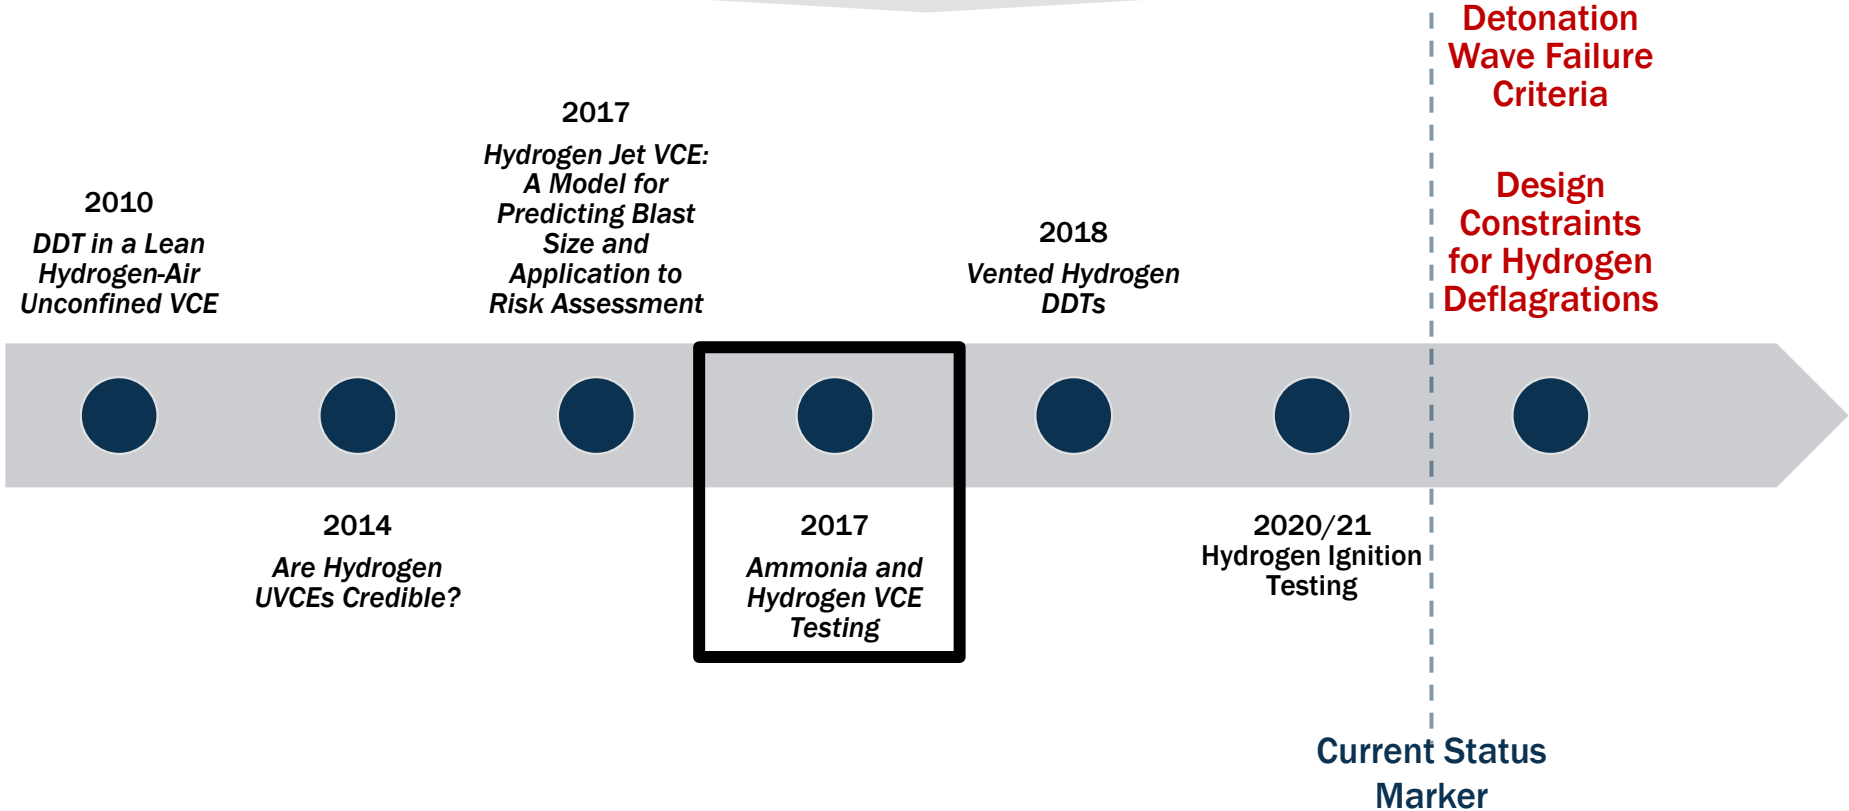 2010
DDT in a Lean
Hydrogen-Air
Unconfined VCE
2014
Are Hydrogen
UVCEs Credible?
2017
Hydrogen Jet VCE:
A Model for
Predicting Blast
Size and
Application to
Risk Assessment
2017
Ammonia and
Hydrogen VCE
Testing
2018
Vented Hydrogen
DDTs
2020/21
Hydrogen Ignition
Testing
Detonation
Wave Failure
Criteria
Design
Constraints
for Hydrogen
Deflagrations
Current Status
Marker